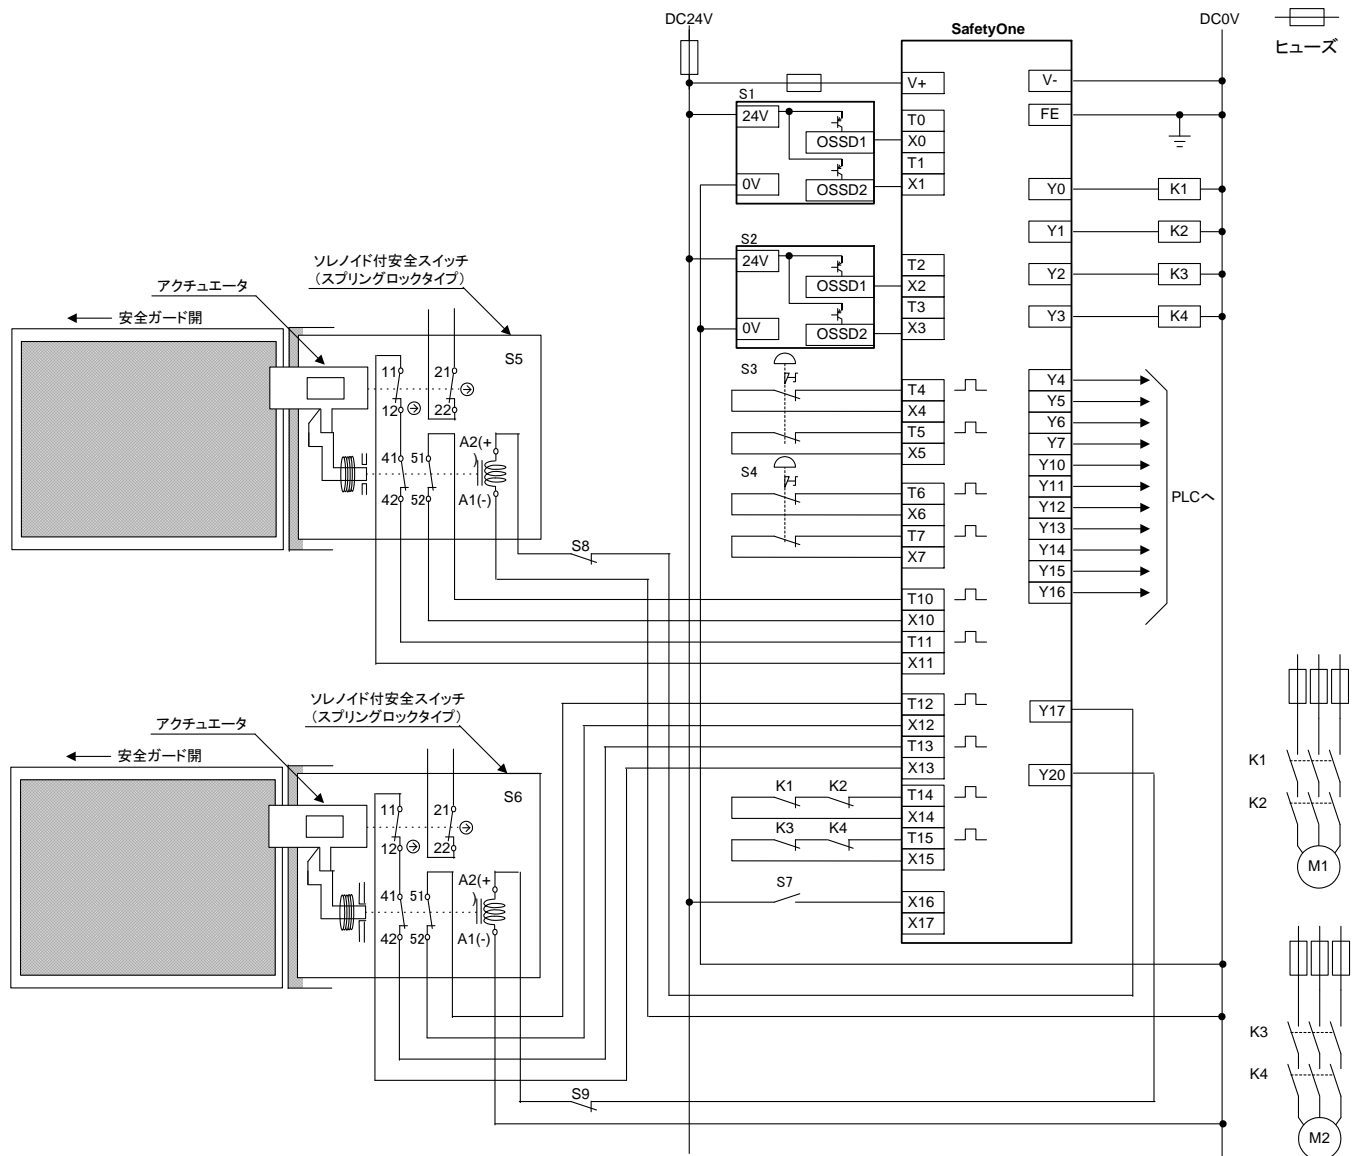 DC24V
SafetyOne
DC0V
ヒューズ
V+
V-
S1
24V
OSSD1
0V
OSSD2
T0
X0
T1
X1
FE
Y0
K1
Y1
K2
Y2
K3
Y3
K4
S2
24V
OSSD1
0V
OSSD2
T2
X2
T3
X3
ソレノイド付安全スイッチ
(スプリングロックタイプ)
アクチュエータ
安全ガード開
S5
11
21
12
22
41
51
A2(+
)
42
52
A1(-)
S3
T4
X4
T5
X5
S4
T6
X6
T7
X7
Y4
Y5
Y6
Y7
Y10
Y11
Y12
Y13
Y14
Y15
Y16
PLCへ
S8
T10
X10
T11
X11
ソレノイド付安全スイッチ
(スプリングロックタイプ)
アクチュエータ
安全ガード開
S6
11
21
12
22
41
51
A2(+
)
42
52
A1(-)
T12
X12
T13
X13
Y17
Y20
K1
K2
T14
X14
K3
K4
T15
X15
S7
X16
X17
S9
K1
K2
M1
K3
K4
M2